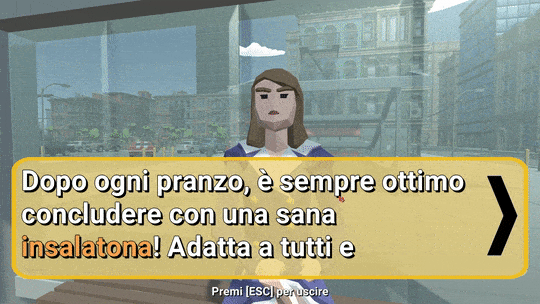 Dopo ogni pranzo, è sempre ottimo
concludere con una sana
insalatona! Adatta a tutti e
Premi [ESC] per uscire